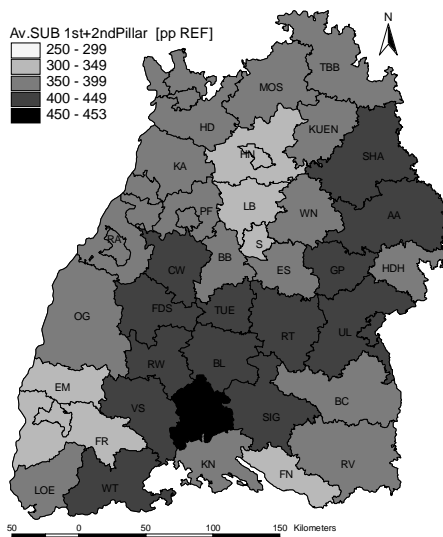 Av.SUB 1st+2ndPillar [pp REF]
250 - 299
300 - 349
350 - 399
400 - 449
450 - 453
N
TBB
MOS
HD
KUEN
HN
SHA
KA
LB
WN
AA
PF
RA
S
CW
BB
ES
GP
HDH
OG
FDS
TUE
RT
UL
RW
BL
EM
VS
BC
SIG
FR
KN
RV
FN
LOE
WT
50 0 50 100 150 Kilometers